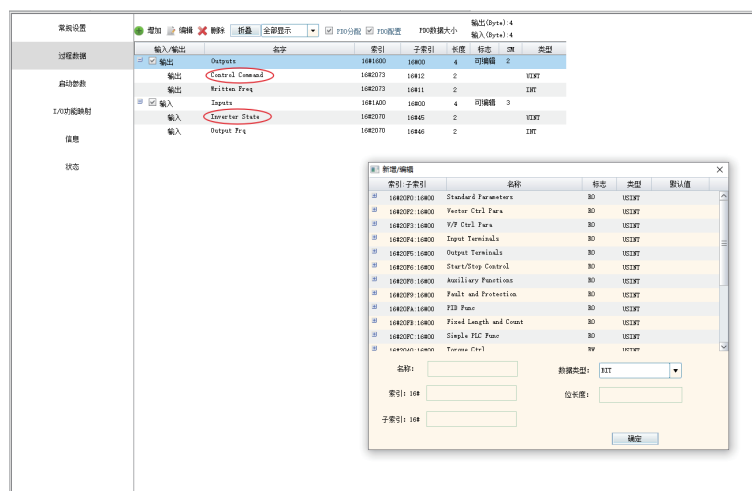 常规设置
过程数据
启动参数
I/O功能映射
信息
状态
增加 编辑 删除 折叠 全部显示 PDO分配 PDO配置 PDO数据大小 输出(Byte):4
输入(Byte):4
输入/输出 名字 索引 子索引 长度 标志 SM 类型
输出 Outputs 16#1600 16#00 4 可编辑 2
输出 Control Command 16#2073 16#12 2 UINT
输出 Written Freq 16#2073 16#11 2 INT
输入 Inputs 16#1A00 16#00 4 可编辑 3
输入 Inverter State 16#2070 16#45 2 UINT
输入 Output Frq 16#2070 16#46 2 INT
新增/编辑
索引:子索引 名称 标志 类型 默认值
16#20F0:16#00 Standard Parameters RO USINT
16#20F2:16#00 Vector Ctrl Para RO USINT
16#20F3:16#00 V/F Ctrl Para RO USINT
16#20F4:16#00 Input Terminals RO USINT
16#20F5:16#00 Output Terminals RO USINT
16#20F6:16#00 Start/Stop Control RO USINT
16#20F8:16#00 Auxiliary Functions RO USINT
16#20F9:16#00 Fault and Protection RO USINT
16#20FA:16#00 PID Func RO USINT
16#20FB:16#00 Fixed Length and Count RO USINT
16#20FC:16#00 Simple PLC Func RO USINT
16#20A0:16#00 Torque Ctrl RW USINT
名称: 数据类型: BIT
索引: 16# 位长度:
子索引: 16#
确定